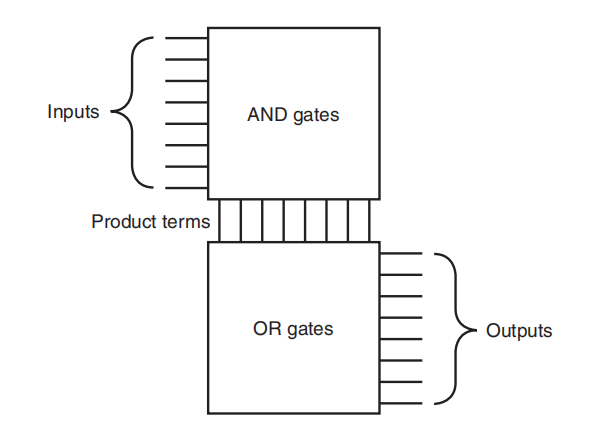 AND gates
Inputs
Product terms
OR gates
Outputs